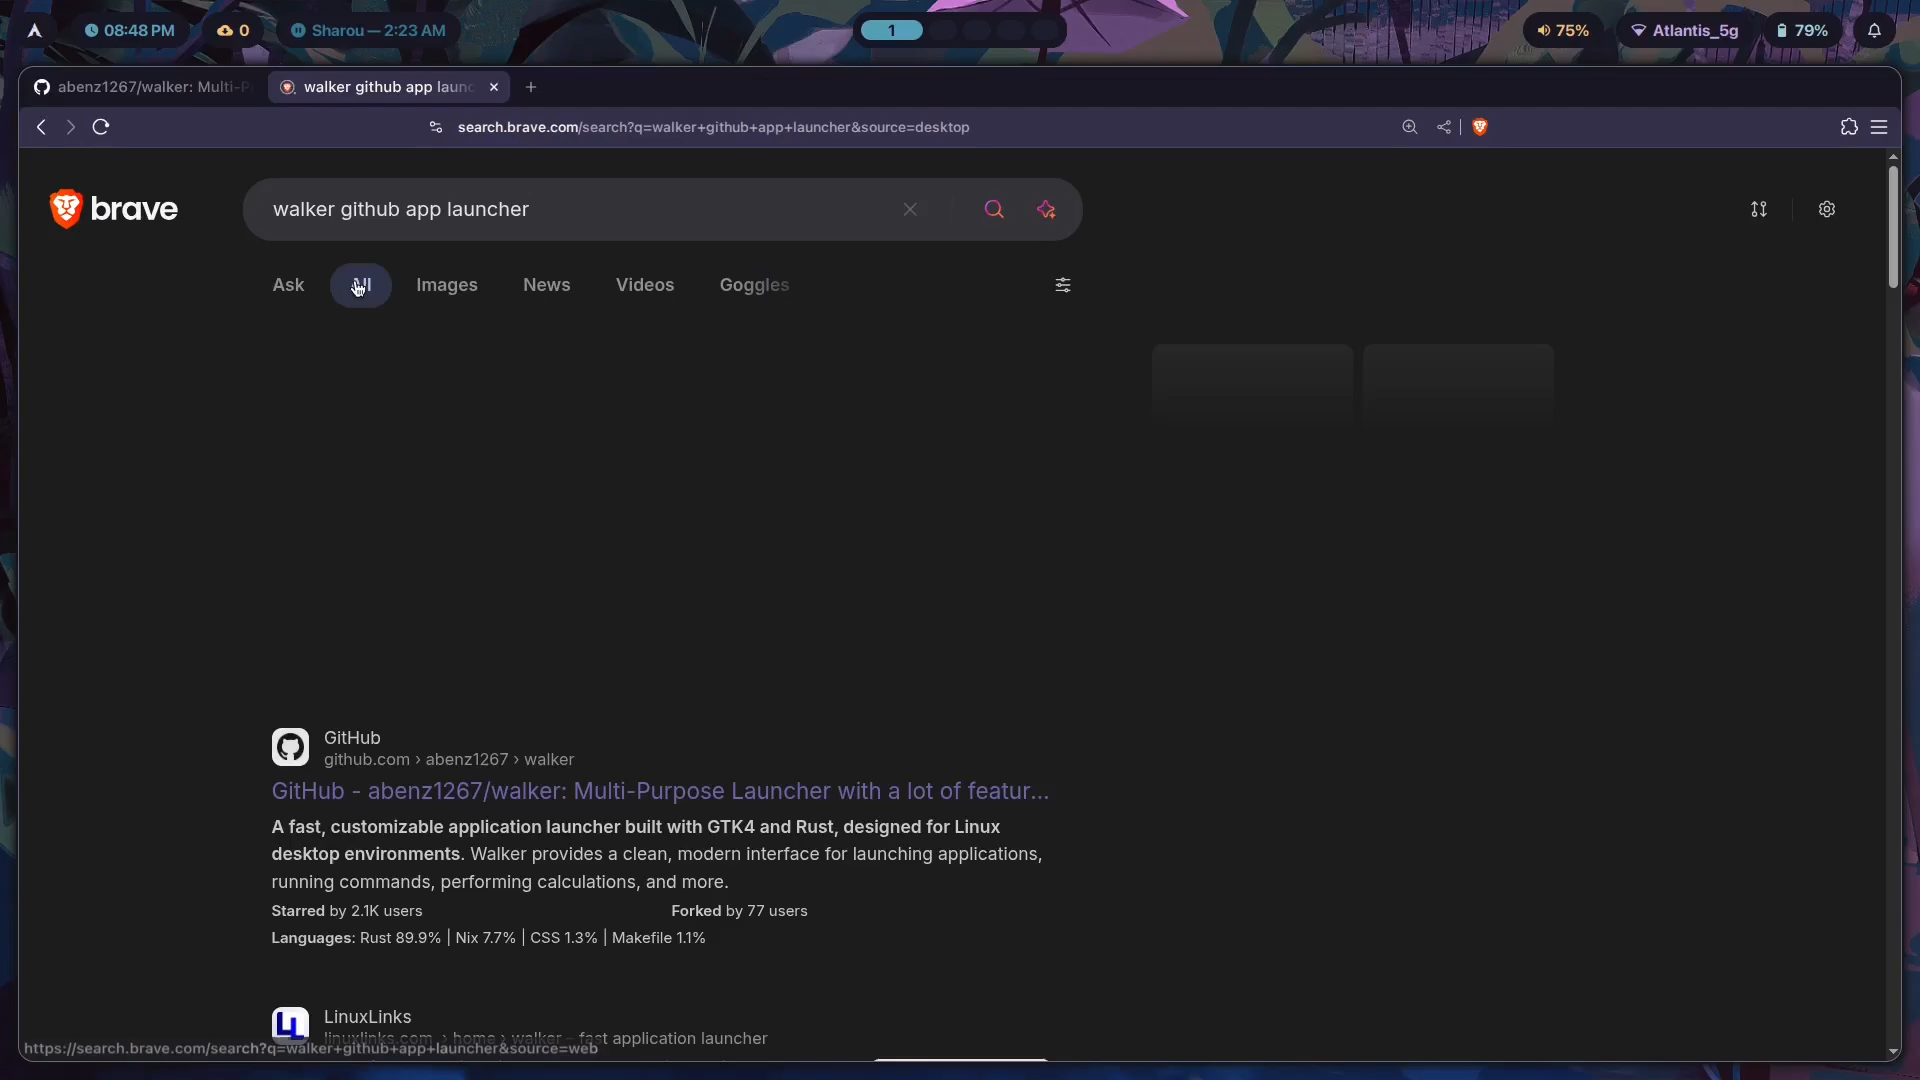 08:48 PM
0
Sharou — 2:23 AM
1
75%
Atlantis_5g
79%
abenz1267/walker: Multi-P
walker github app launc
search.brave.com/search?q=walker+github+app+launcher&source=desktop
brave
walker github app launcher
Ask
All
Images
News
Videos
Goggles
GitHub
github.com › abenz1267 › walker
GitHub - abenz1267/walker: Multi-Purpose Launcher with a lot of featur...
A fast, customizable application launcher built with GTK4 and Rust, designed for Linux
desktop environments. Walker provides a clean, modern interface for launching applications,
running commands, performing calculations, and more.
Starred by 2.1K users
Forked by 77 users
Languages: Rust 89.9% | Nix 7.7% | CSS 1.3% | Makefile 1.1%
LinuxLinks
linuxlinks.com › home › walker – fast application launcher
https://search.brave.com/search?q=walker+github+app+launcher&source=web